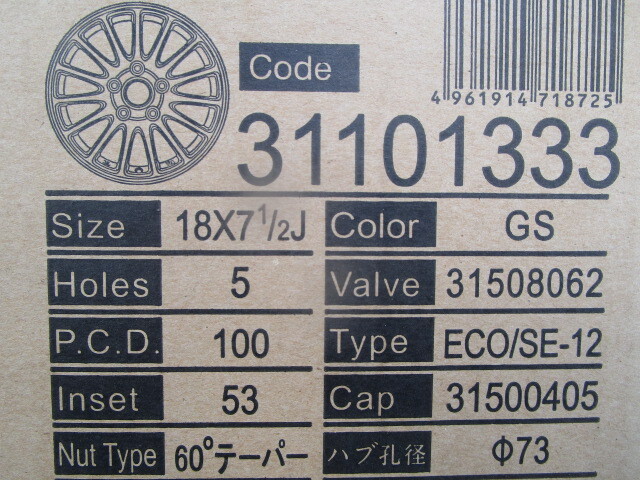 Code
4 961914 718725
31101333
Size 18X7 1/2J Color GS
Holes 5 Valve 31508062
P.C.D. 100 Type ECO/SE-12
Inset 53 Cap 31500405
Nut Type 60°テーパー ハブ孔径 Φ73